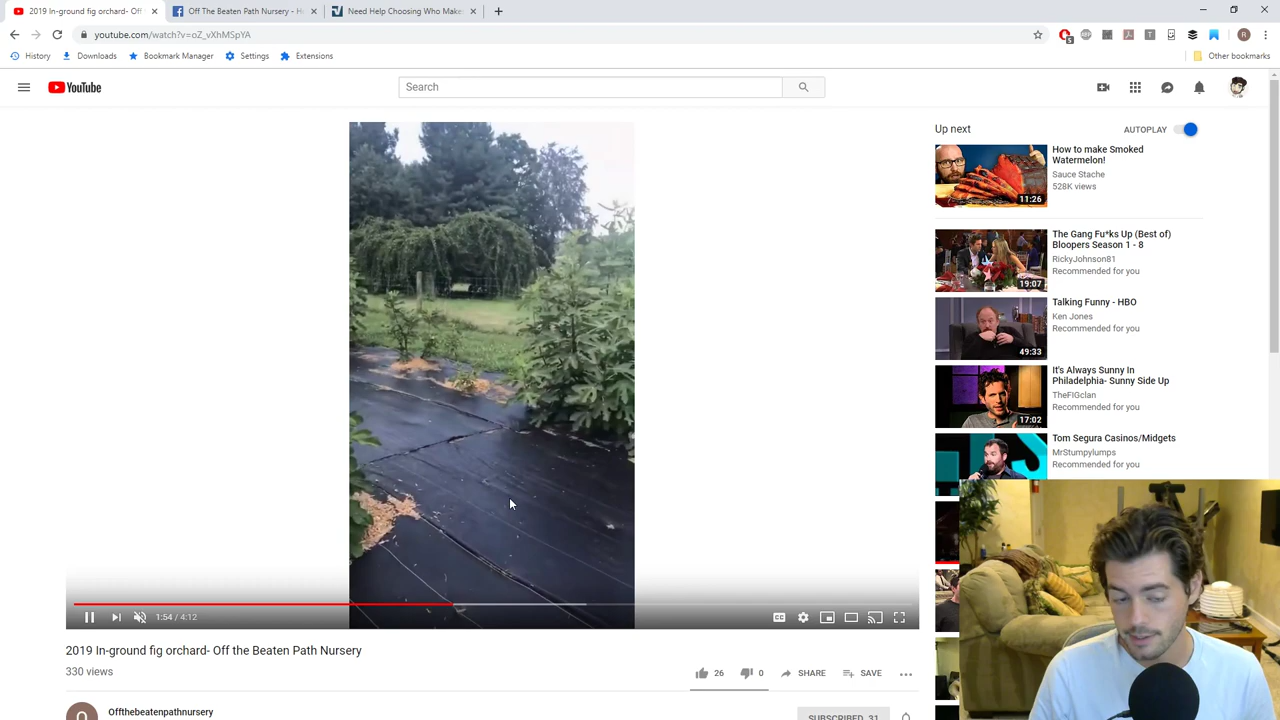 2019 In-ground fig orchard- Of
Off The Beaten Path Nursery - H
Need Help Choosing Who Make
youtube.com/watch?v=oZ_vXhMSpYA
History
Downloads
Bookmark Manager
Settings
Extensions
Other bookmarks
5
R
YouTube
Search
Up next
AUTOPLAY
How to make Smoked
Watermelon!
Sauce Stache
528K views
11:26
The Gang Fu*ks Up (Best of)
Bloopers Season 1 - 8
RickyJohnson81
Recommended for you
19:07
Talking Funny - HBO
Ken Jones
Recommended for you
49:33
It's Always Sunny In
Philadelphia- Sunny Side Up
TheFIGclan
Recommended for you
17:02
Tom Segura Casinos/Midgets
MrStumpylumps
Recommended for you
1:54 / 4:12
CC
2019 In-ground fig orchard- Off the Beaten Path Nursery
330 views
26
0
SHARE
SAVE
O
Offthebeatenpathnursery
SUBSCRIBED 31